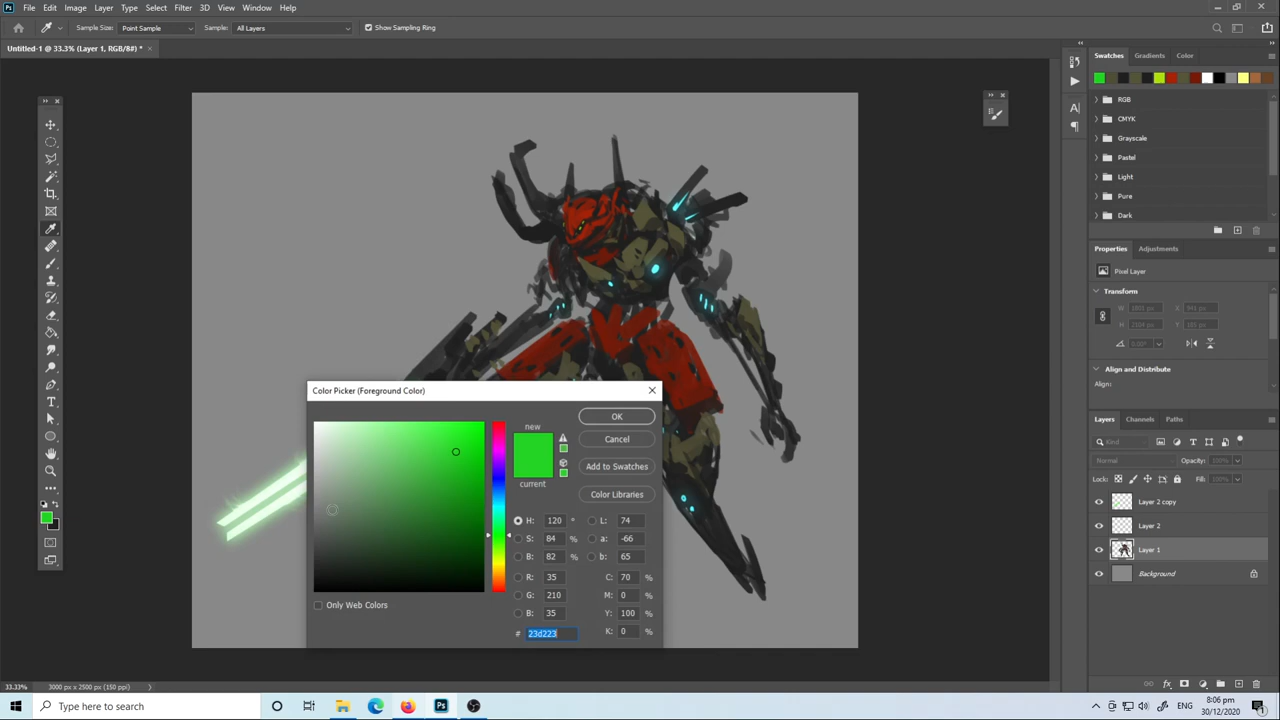 Ps File Edit Image Layer Type Select Filter 3D View Window Help
Sample Size: Point Sample Sample: All Layers Show Sampling Ring
Untitled-1 @ 33.3% (Layer 1, RGB/8#) *
Swatches Gradients Color
RGB
CMYK
Grayscale
Pastel
Light
Pure
Dark
Properties Adjustments
Pixel Layer
Transform
Align and Distribute
Align:
Layers Channels Paths
Kind
Normal Opacity: 100%
Lock: Fill: 100%
Layer 2 copy
Layer 2
Layer 1
Background
Color Picker (Foreground Color)
new
current
OK
Cancel
Add to Swatches
Color Libraries
H: 120 ° L: 74
S: 84 % a: -66
B: 82 % b: 65
R: 35 C: 70 %
G: 210 M: 0 %
B: 35 Y: 100 %
# 23d223 K: 0 %
Only Web Colors
33.33% 3000 px x 2500 px (150 ppi)
Type here to search
ENG
8:06 pm
30/12/2020